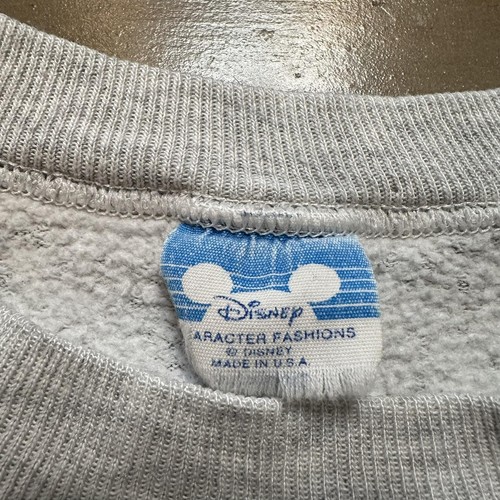 Disney
ARACTER FASHIONS
© DISNEY
MADE IN U.S.A